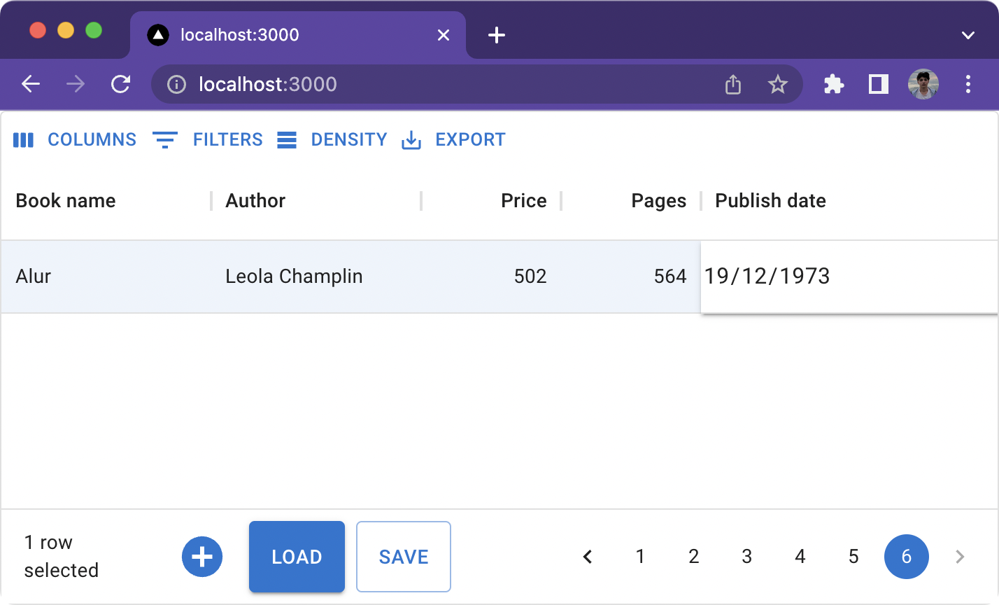 localhost:3000
localhost:3000
COLUMNS FILTERS DENSITY EXPORT
Book name Author Price Pages Publish date
Alur Leola Champlin 502 564 19/12/1973
1 row
selected
LOAD SAVE 1 2 3 4 5 6